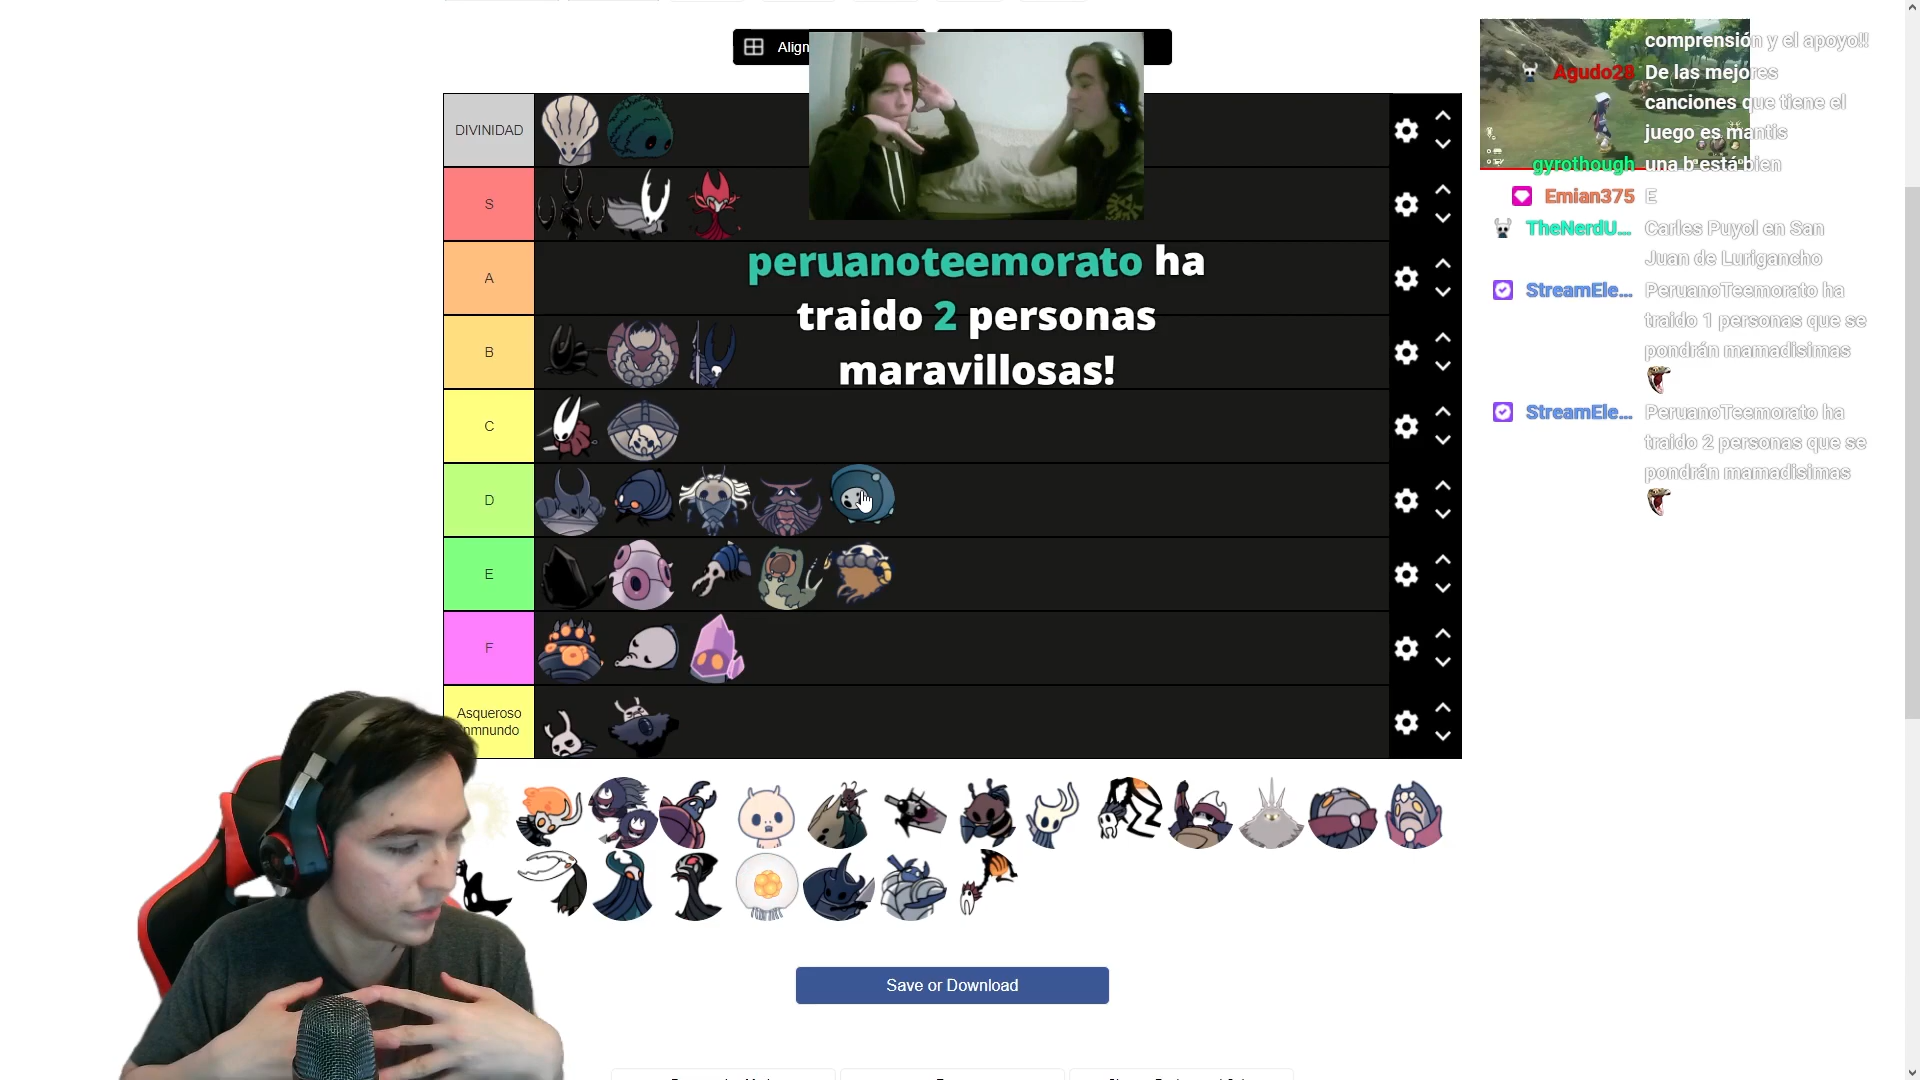 Align
DIVINIDAD
S
A
B
C
D
E
F
Asqueroso
nmnundo
peruanoteemorato ha
traido 2 personas
maravillosas!
Save or Download
comprensión y el apoyo!!
Agudo28 De las mejores
canciones que tiene el
juego es mantis
gyrothough una b está bien
Emian375 E
TheNerdU... Carles Puyol en San
Juan de Lurigancho
StreamEle... PeruanoTeemorato ha
traido 1 personas que se
pondrán mamadisimas
StreamEle... PeruanoTeemorato ha
traido 2 personas que se
pondrán mamadisimas